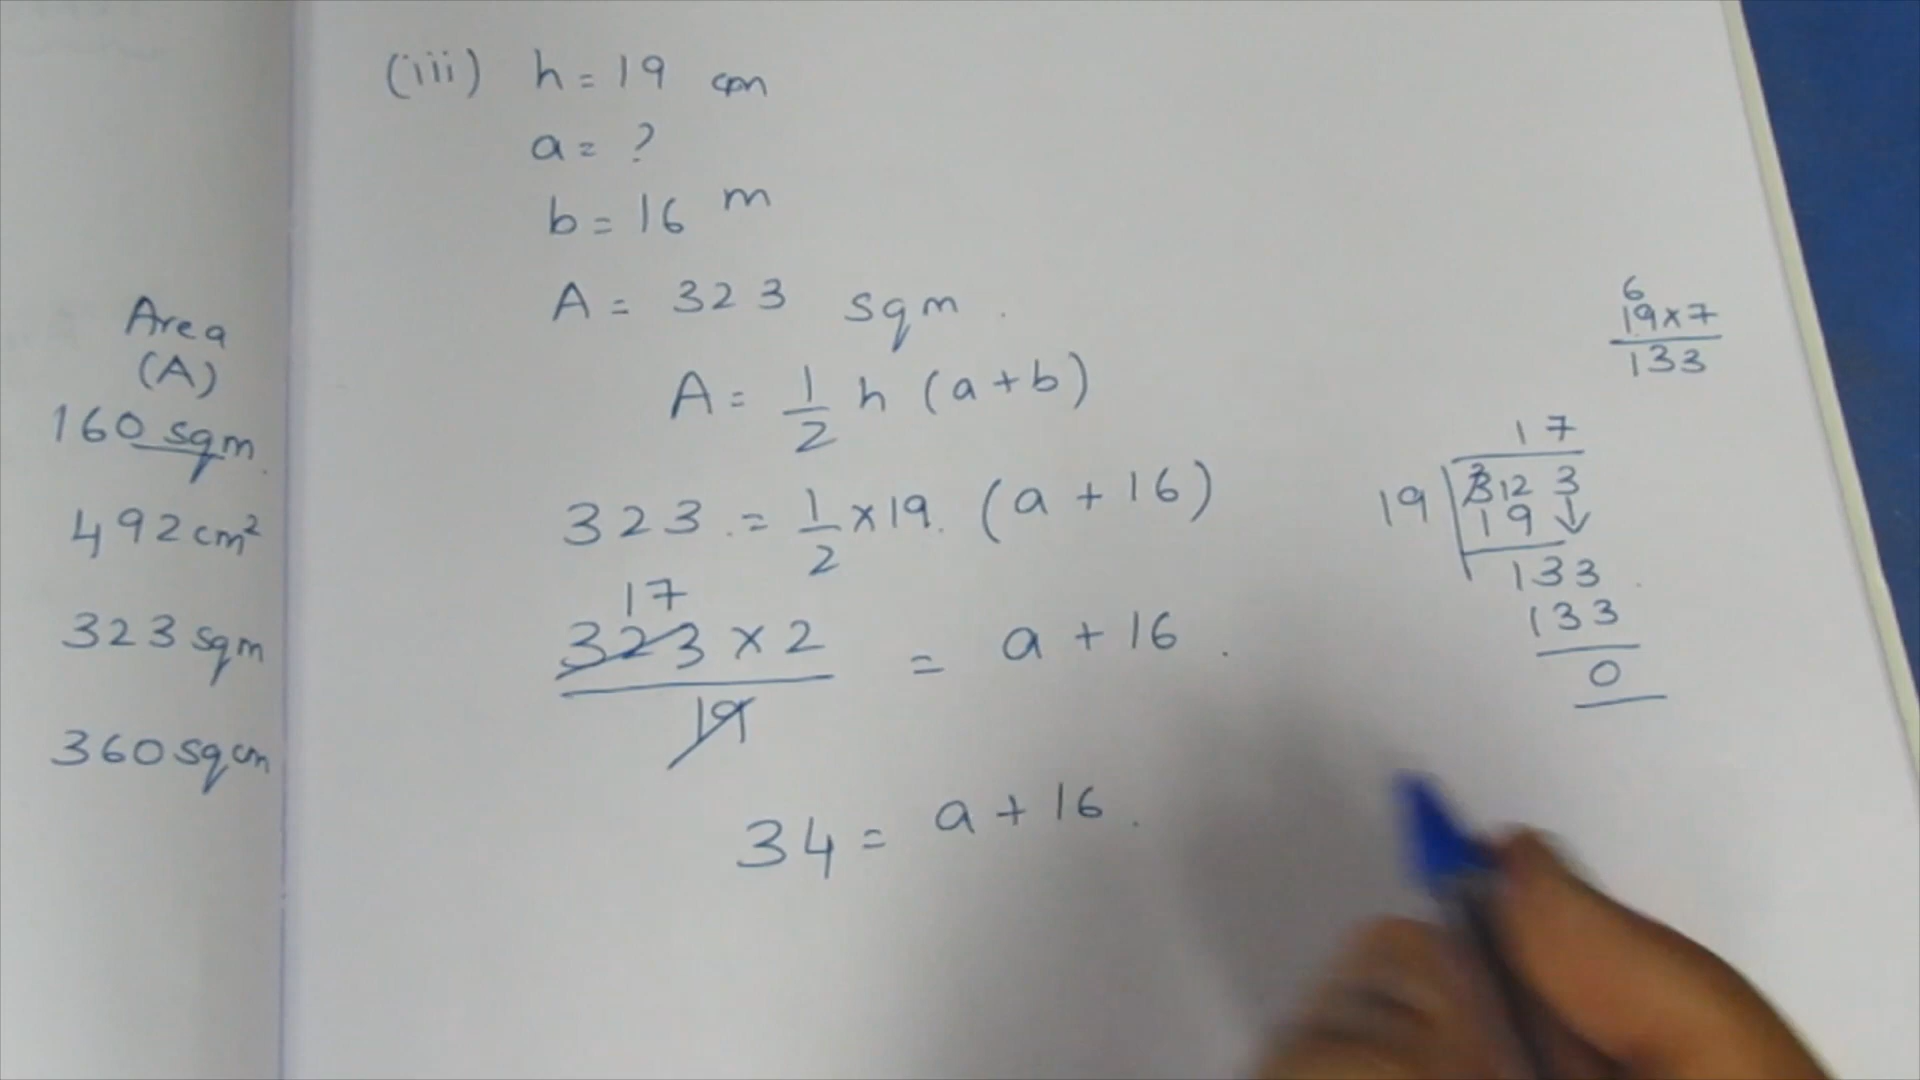 (iii) h = 19 cm
a = ?
b = 16 m
A = 323 sqm.
A = 1/2 h (a + b)
323 = 1/2 × 19 (a + 16)
17
323 × 2 / 19 = a + 16.
34 = a + 16.
Area
(A)
160 sqm.
492 cm²
323 sqm
360 sqcm
6
19 × 7
133
17
19 323
19
133
133
0